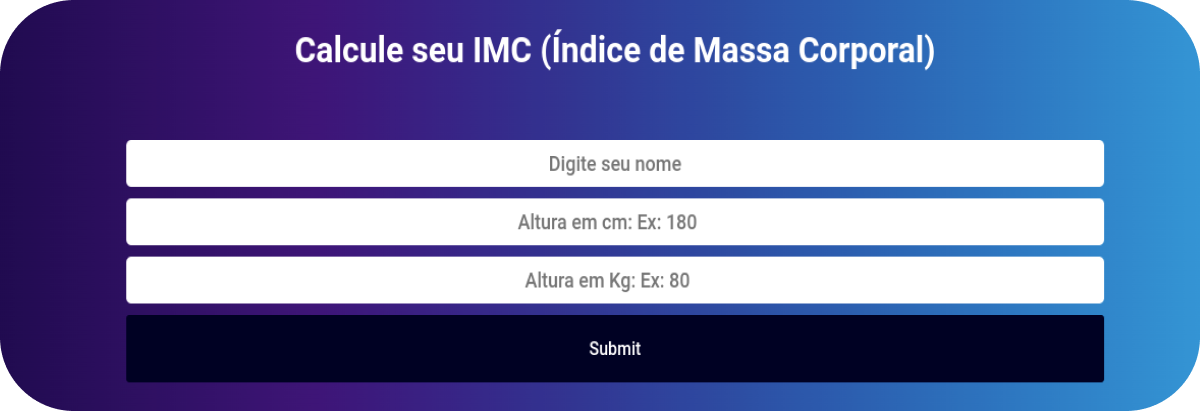 Calcule seu IMC (Índice de Massa Corporal)
Digite seu nome
Altura em cm: Ex: 180
Altura em Kg: Ex: 80
Submit